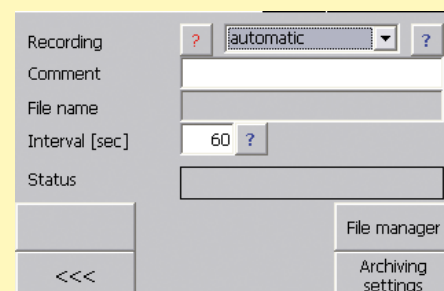 Recording ? automatic ?
Comment
File name
Interval [sec] 60 ?
Status
File manager
<<< Archiving
settings